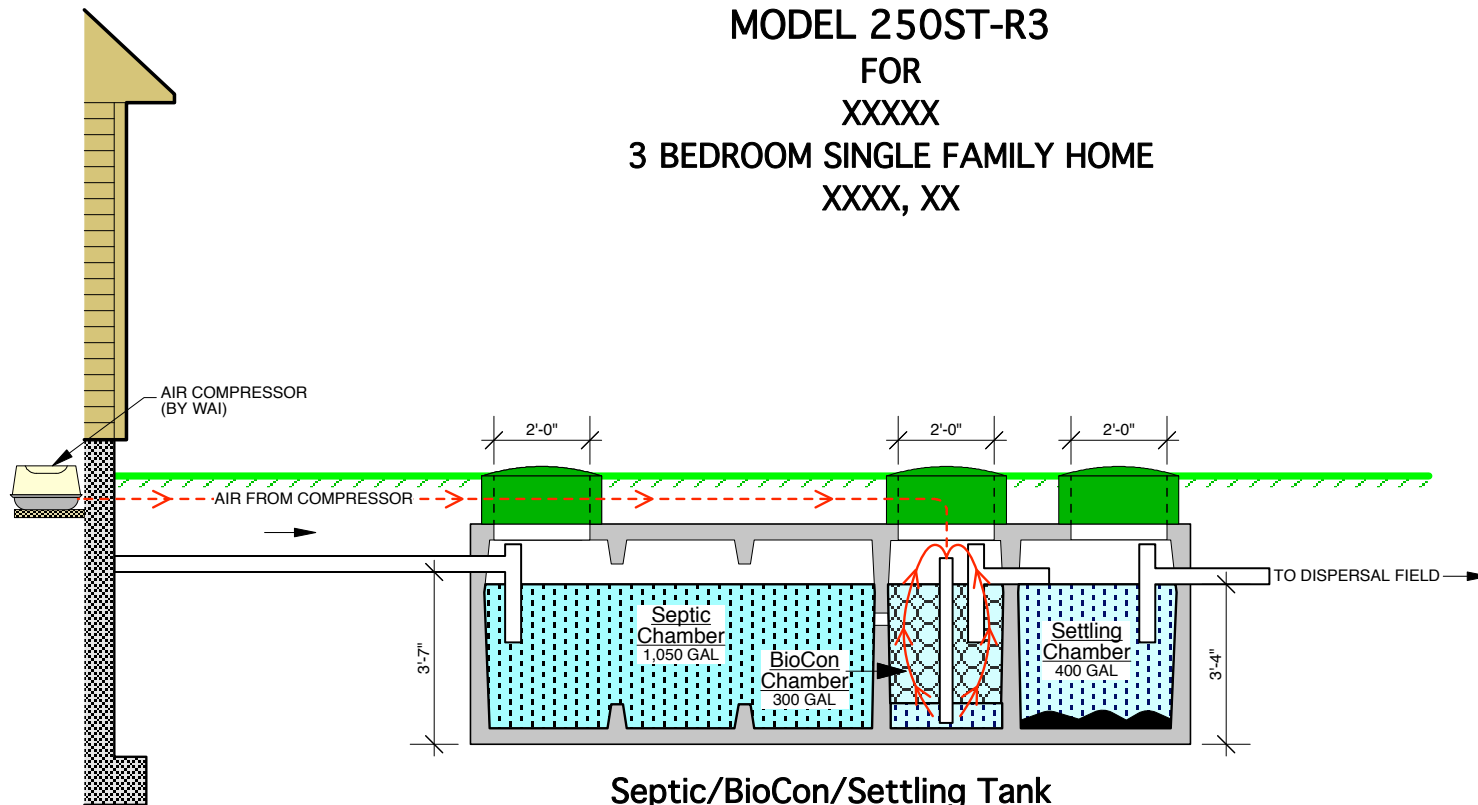 MODEL 250ST-R3
FOR
XXXXX
3 BEDROOM SINGLE FAMILY HOME
XXXX, XX
AIR COMPRESSOR
(BY WAI)
2'-0"
2'-0"
2'-0"
AIR FROM COMPRESSOR
TO DISPERSAL FIELD
Septic
Chamber
1,050 GAL
BioCon
Chamber
300 GAL
Settling
Chamber
400 GAL
3'-7"
3'-4"
Septic/BioCon/Settling Tank